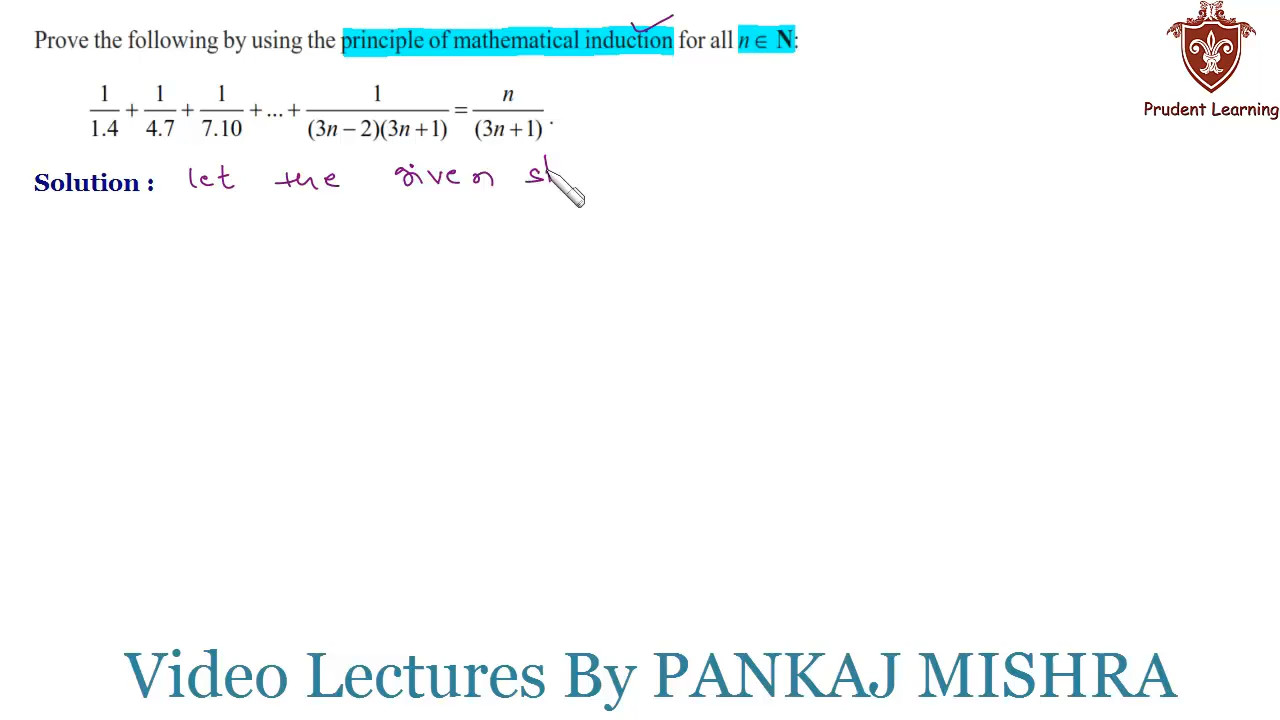 Prove the following by using the principle of mathematical induction for all n ∈ N:
Prudent Learning
1/1.4 + 1/4.7 + 1/7.10 + ... + 1/(3n − 2)(3n + 1) = n/(3n + 1) .
Solution : let the given st
Video Lectures By PANKAJ MISHRA